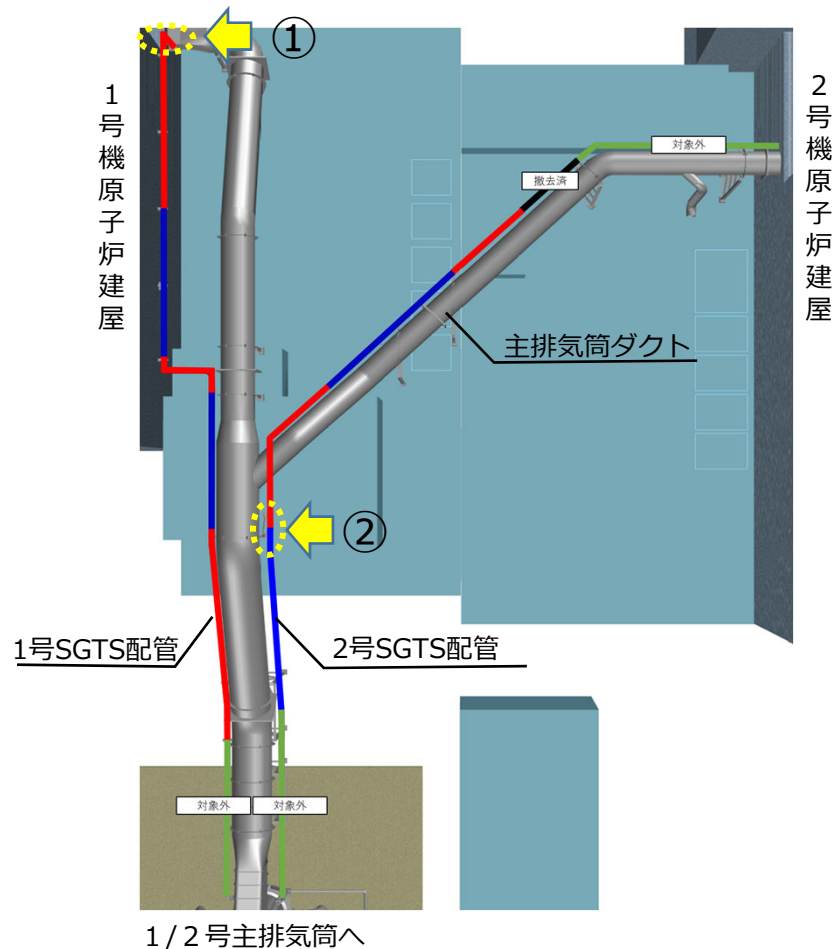 ①
1号機原子炉建屋
2号機原子炉建屋
対象外
撤去済
主排気筒ダクト
②
1号SGTS配管
2号SGTS配管
対象外
対象外
1/2号主排気筒へ